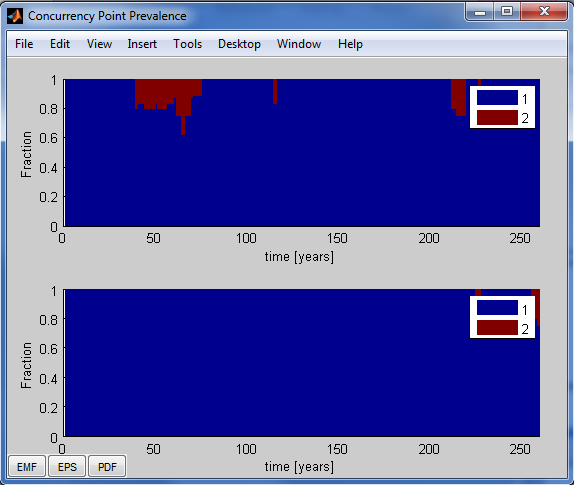 Concurrency Point Prevalence
File Edit View Insert Tools Desktop Window Help
1
0.8
0.6
0.4
0.2
0
Fraction
1
2
0 50 100 150 200 250
time [years]
1
0.8
0.6
0.4
0.2
0
Fraction
1
2
0 50 100 150 200 250
time [years]
EMF EPS PDF